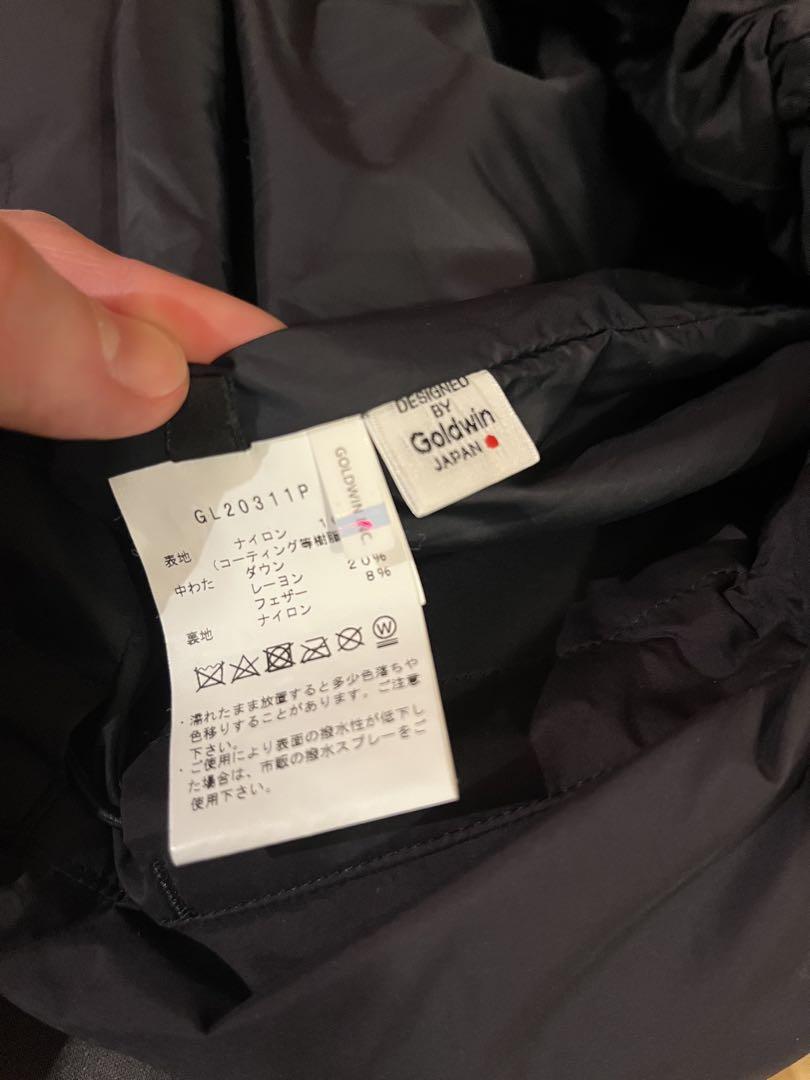 DESIGNED
BY
Goldwin
JAPAN
GOLDWIN INC
GL20311P
表地 ナイロン
(コーティング等樹脂
中わた ダウン
レーヨン 20%
フェザー 8%
裏地 ナイロン
W
・濡れたまま放置すると多少色落ちや
色移りすることがあります。ご注意
下さい。
・ご使用により表面の撥水性が低下し
た場合は、市販の撥水スプレーをご
使用下さい。